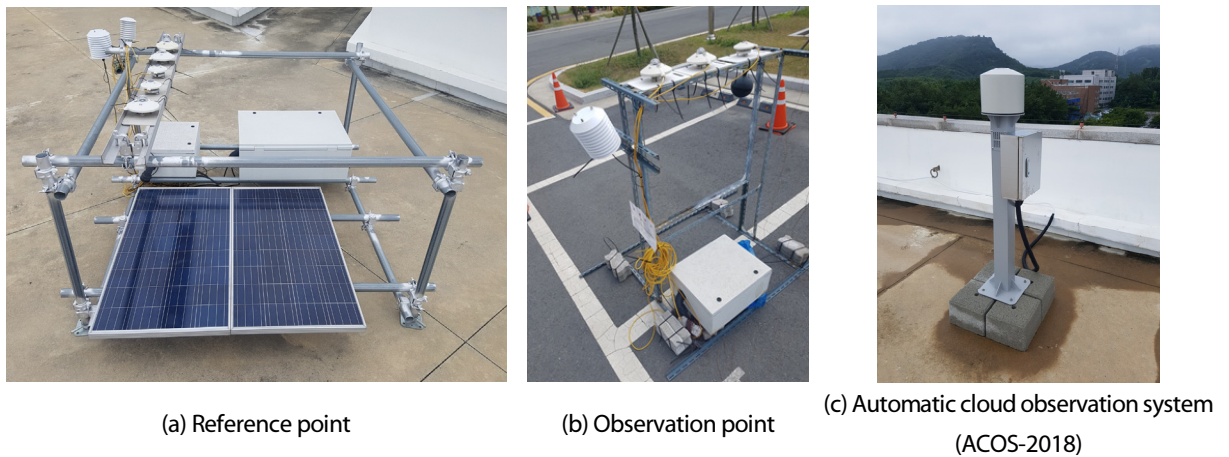 (a) Reference point
(b) Observation point
(c) Automatic cloud observation system
(ACOS-2018)